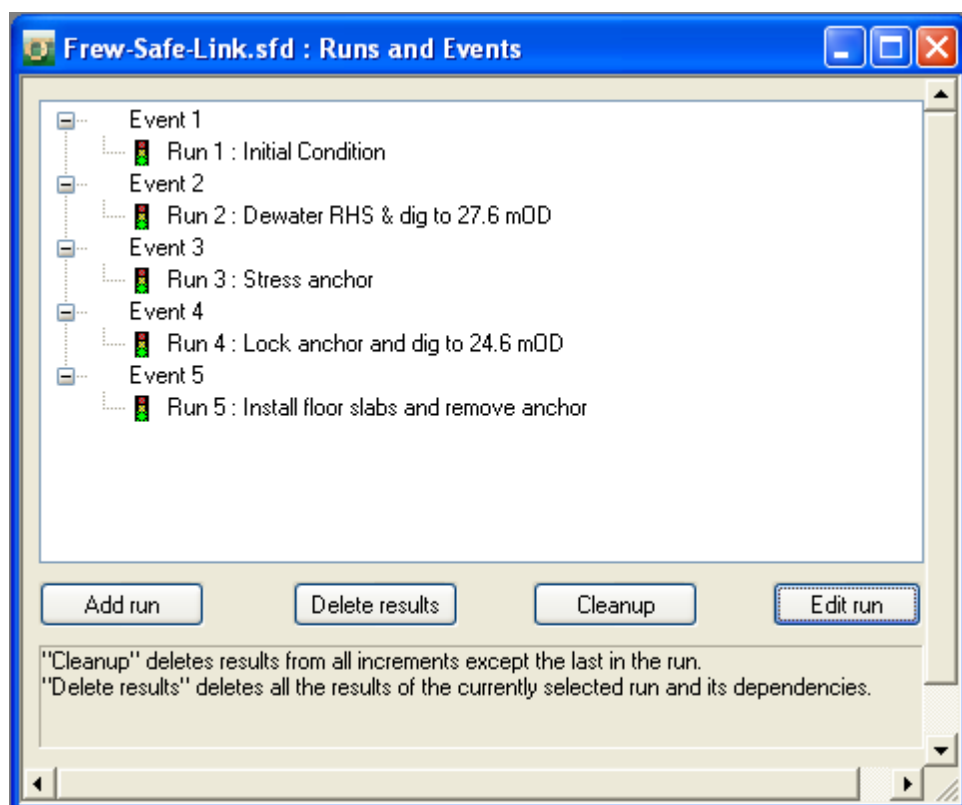 Frew-Safe-Link.sfd : Runs and Events
Event 1
Run 1 : Initial Condition
Event 2
Run 2 : Dewater RHS & dig to 27.6 mOD
Event 3
Run 3 : Stress anchor
Event 4
Run 4 : Lock anchor and dig to 24.6 mOD
Event 5
Run 5 : Install floor slabs and remove anchor
Add run Delete results Cleanup Edit run
"Cleanup" deletes results from all increments except the last in the run.
"Delete results" deletes all the results of the currently selected run and its dependencies.